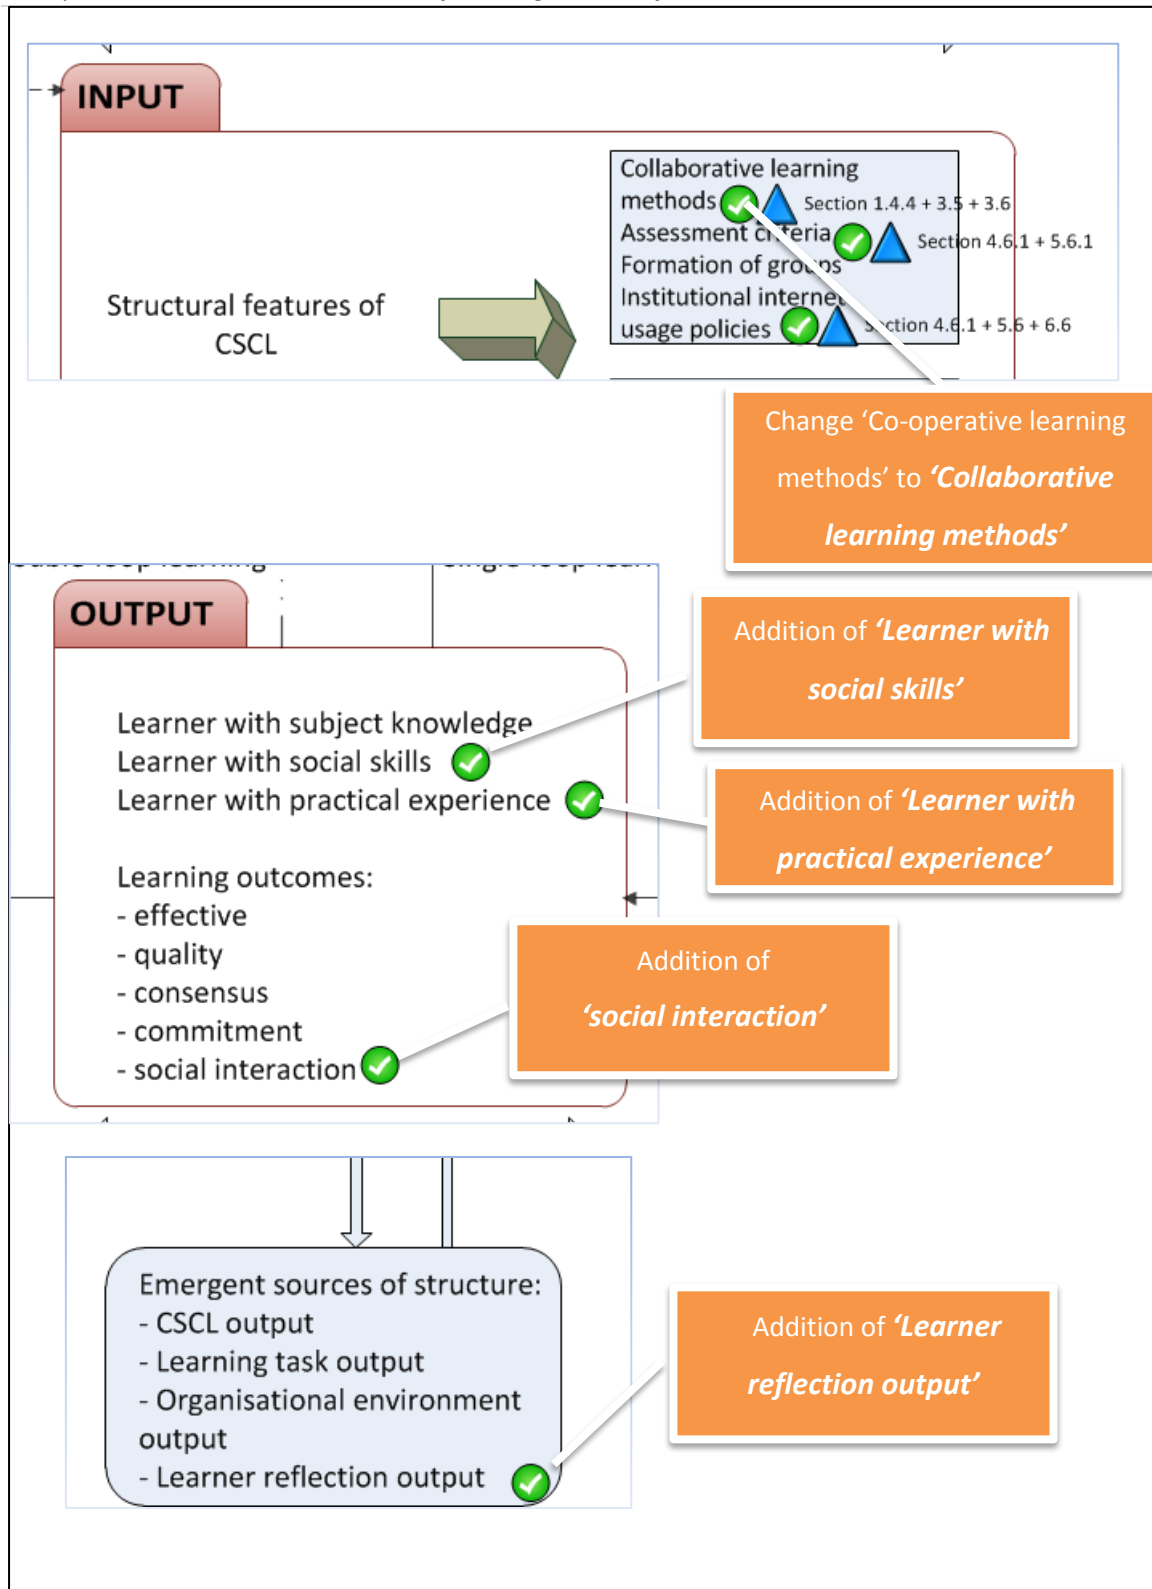 INPUT
Collaborative learning
methods Section 1.4.4 + 3.5 + 3.6
Assessment criteria Section 4.6.1 + 5.6.1
Formation of groups
Institutional internet
usage policies Section 4.6.1 + 5.6 + 6.6
Structural features of
CSCL
Change ‘Co-operative learning
methods’ to ‘Collaborative
learning methods’
OUTPUT
Learner with subject knowledge
Learner with social skills
Learner with practical experience
Learning outcomes:
- effective
- quality
- consensus
- commitment
- social interaction
Addition of ‘Learner with
social skills’
Addition of ‘Learner with
practical experience’
Addition of
‘social interaction’
Emergent sources of structure:
- CSCL output
- Learning task output
- Organisational environment
output
- Learner reflection output
Addition of ‘Learner
reflection output’